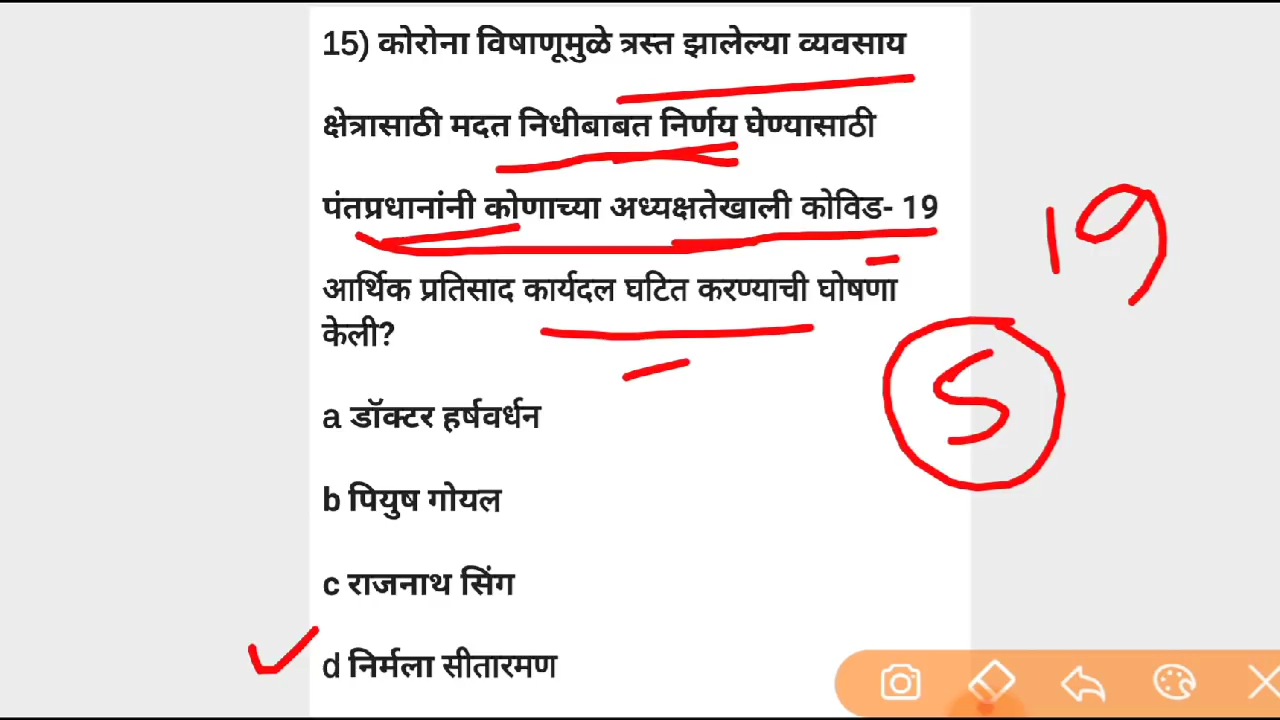 15) कोरोना विषाणूमुळे त्रस्त झालेल्या व्यवसाय
क्षेत्रासाठी मदत निधीबाबत निर्णय घेण्यासाठी
पंतप्रधानांनी कोणाच्या अध्यक्षतेखाली कोविड- 19
आर्थिक प्रतिसाद कार्यदल घटित करण्याची घोषणा
केली?
19
5
a डॉक्टर हर्षवर्धन
b पियुष गोयल
c राजनाथ सिंग
d निर्मला सीतारमण